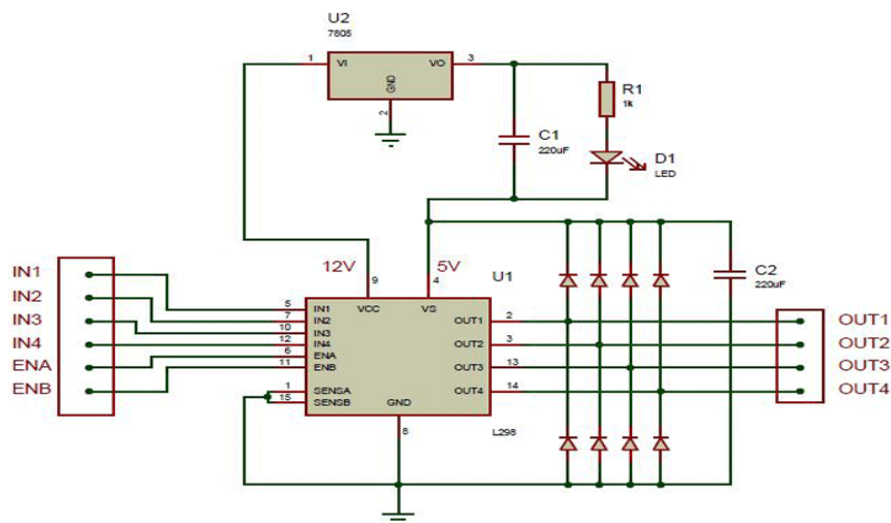 U2
7805
1
VI
VO
3
GND
2
R1
1k
C1
220uF
D1
LED
12V
5V
U1
9
4
C2
220uF
IN1
IN2
IN3
IN4
ENA
ENB
5
7
10
12
6
11
1
15
IN1
IN2
IN3
IN4
ENA
ENB
SENSA
SENSB
VCC
VS
OUT1
OUT2
OUT3
OUT4
GND
8
2
3
13
14
L298
OUT1
OUT2
OUT3
OUT4